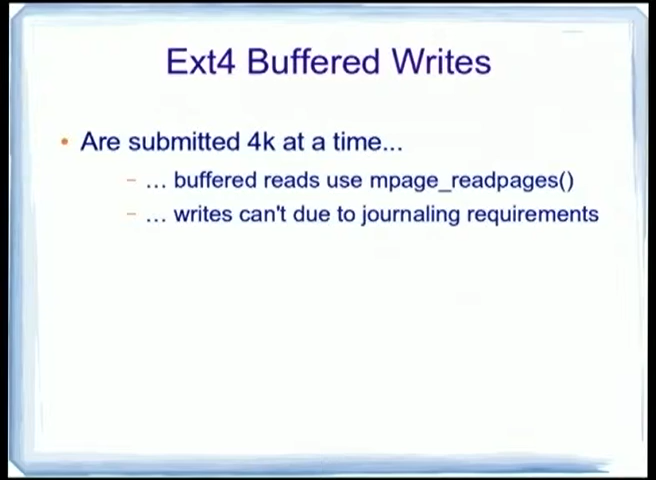 Ext4 Buffered Writes
• Are submitted 4k at a time...
– ... buffered reads use mpage_readpages()
– ... writes can't due to journaling requirements